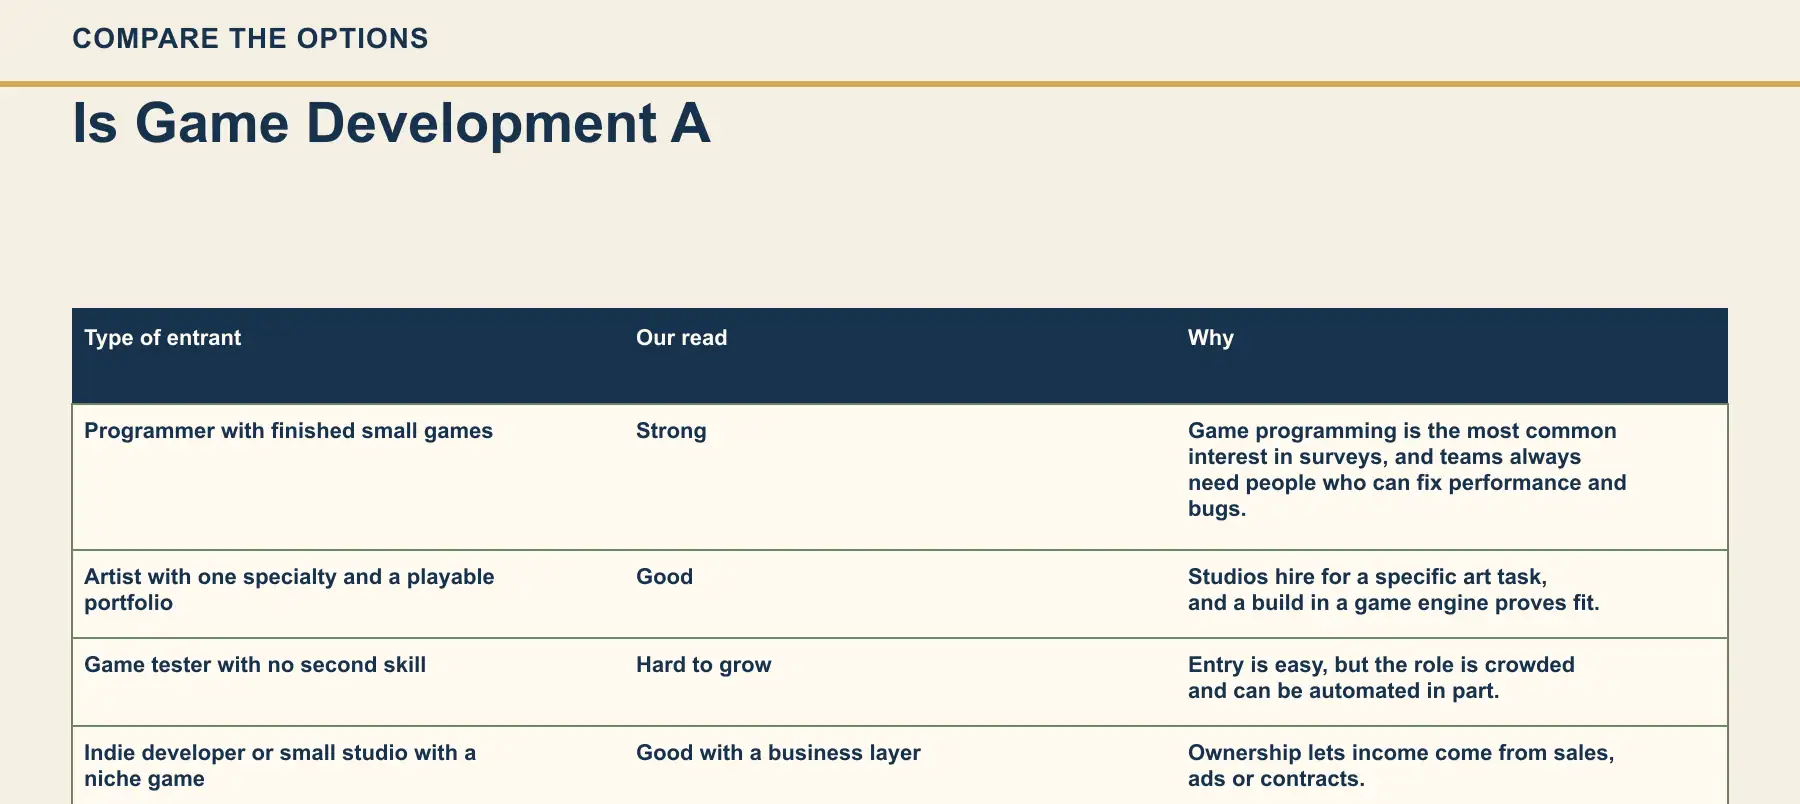 COMPARE THE OPTIONS
Is Game Development A
Type of entrant
Our read
Why
Programmer with finished small games
Strong
Game programming is the most common
interest in surveys, and teams always
need people who can fix performance and
bugs.
Artist with one specialty and a playable
portfolio
Good
Studios hire for a specific art task,
and a build in a game engine proves fit.
Game tester with no second skill
Hard to grow
Entry is easy, but the role is crowded
and can be automated in part.
Indie developer or small studio with a
niche game
Good with a business layer
Ownership lets income come from sales,
ads or contracts.